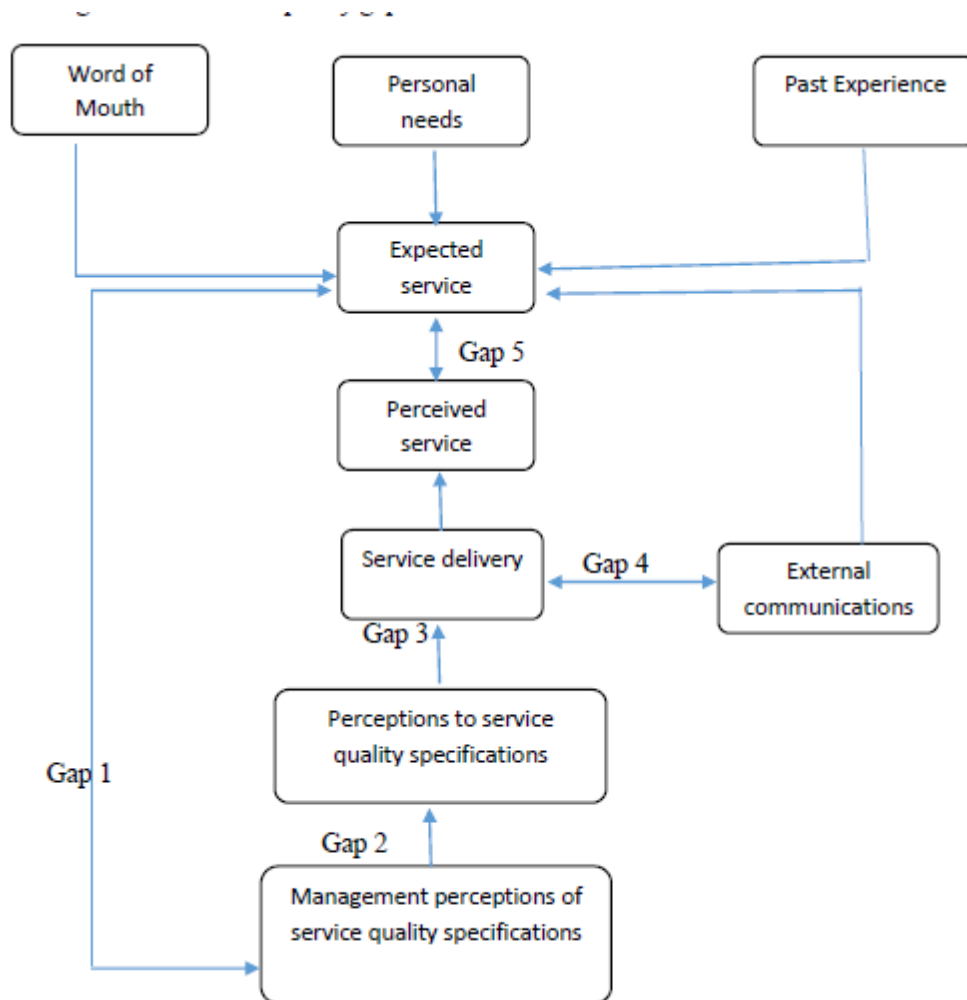 Word of
Mouth
Personal
needs
Past Experience
Expected
service
Gap 5
Perceived
service
Service delivery
Gap 4
External
communications
Gap 3
Perceptions to service
quality specifications
Gap 1
Gap 2
Management perceptions of
service quality specifications